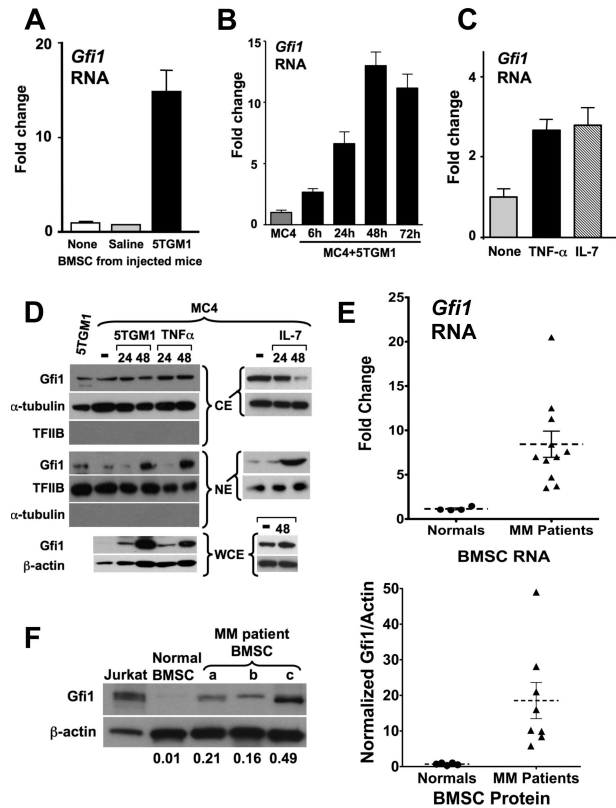 A
Gfi1
RNA
Fold change
20
10
0
None Saline 5TGM1
BMSC from injected mice
B
Gfi1
RNA
Fold change
15
10
5
0
MC4 6h 24h 48h 72h
MC4+5TGM1
C
Gfi1
RNA
Fold change
4
2
0
None TNF-α IL-7
D
MC4
5TGM1
5TGM1 TNFα IL-7
- 24 48 24 48 - 24 48
Gfi1
α-tubulin
CE
TFIIB
Gfi1
TFIIB
NE
α-tubulin
- 48
Gfi1
WCE
β-actin
E
Gfi1
RNA
Fold Change
25
20
15
10
5
0
Normals MM Patients
BMSC RNA
Normalized Gfi1/Actin
50
40
30
20
10
0
Normals MM Patients
BMSC Protein
F
MM patient
BMSC
Normal
BMSC
Jurkat a b c
Gfi1
β-actin
0.01 0.21 0.16 0.49